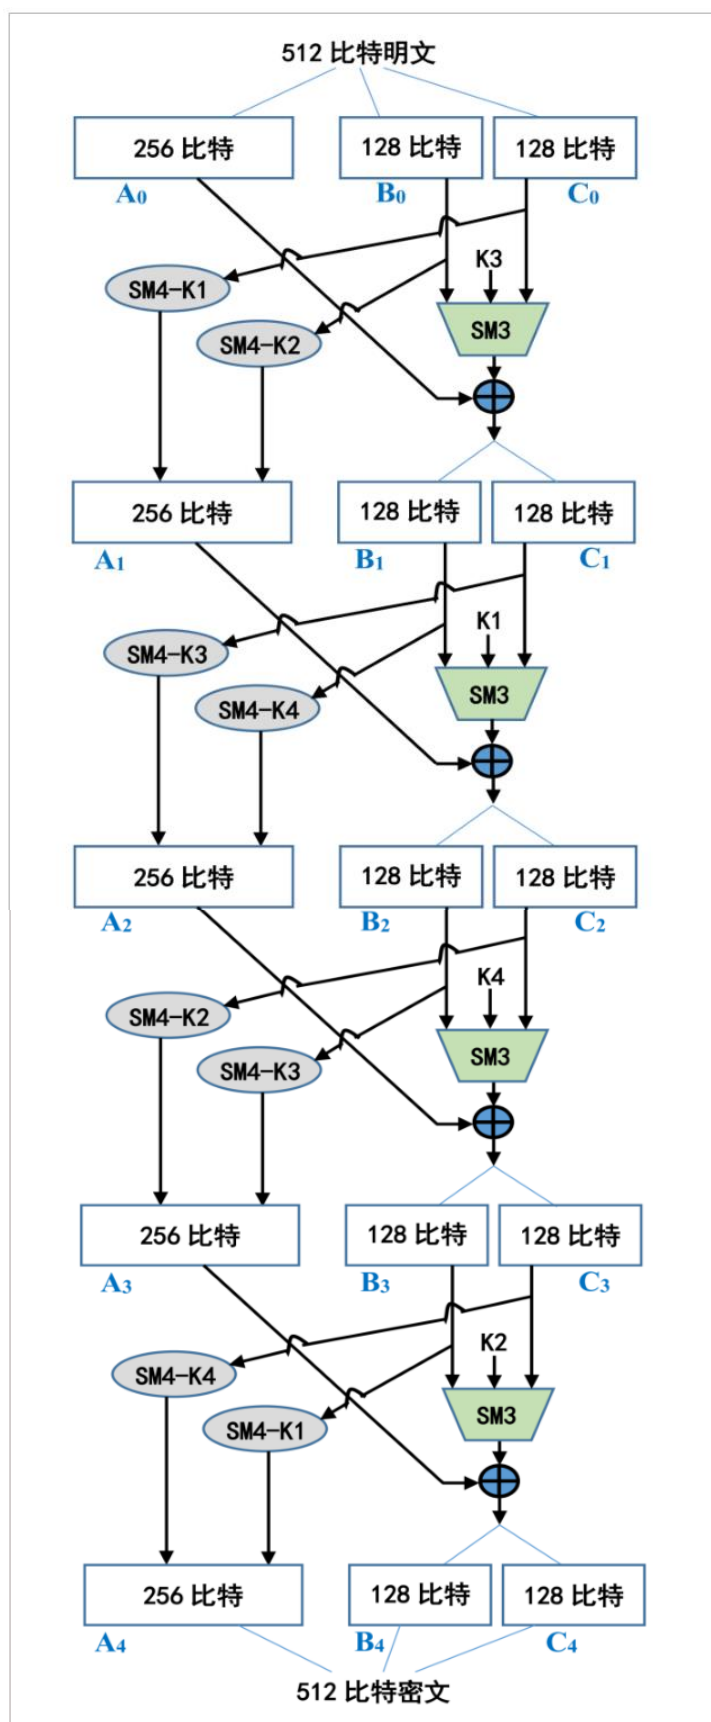 512 比特明文
256 比特 128 比特 128 比特
A₀ B₀ C₀
K3
SM4-K1
SM3
SM4-K2
256 比特 128 比特 128 比特
A₁ B₁ C₁
K1
SM4-K3
SM3
SM4-K4
256 比特 128 比特 128 比特
A₂ B₂ C₂
K4
SM4-K2
SM3
SM4-K3
256 比特 128 比特 128 比特
A₃ B₃ C₃
K2
SM4-K4
SM3
SM4-K1
256 比特 128 比特 128 比特
A₄ B₄ C₄
512 比特密文